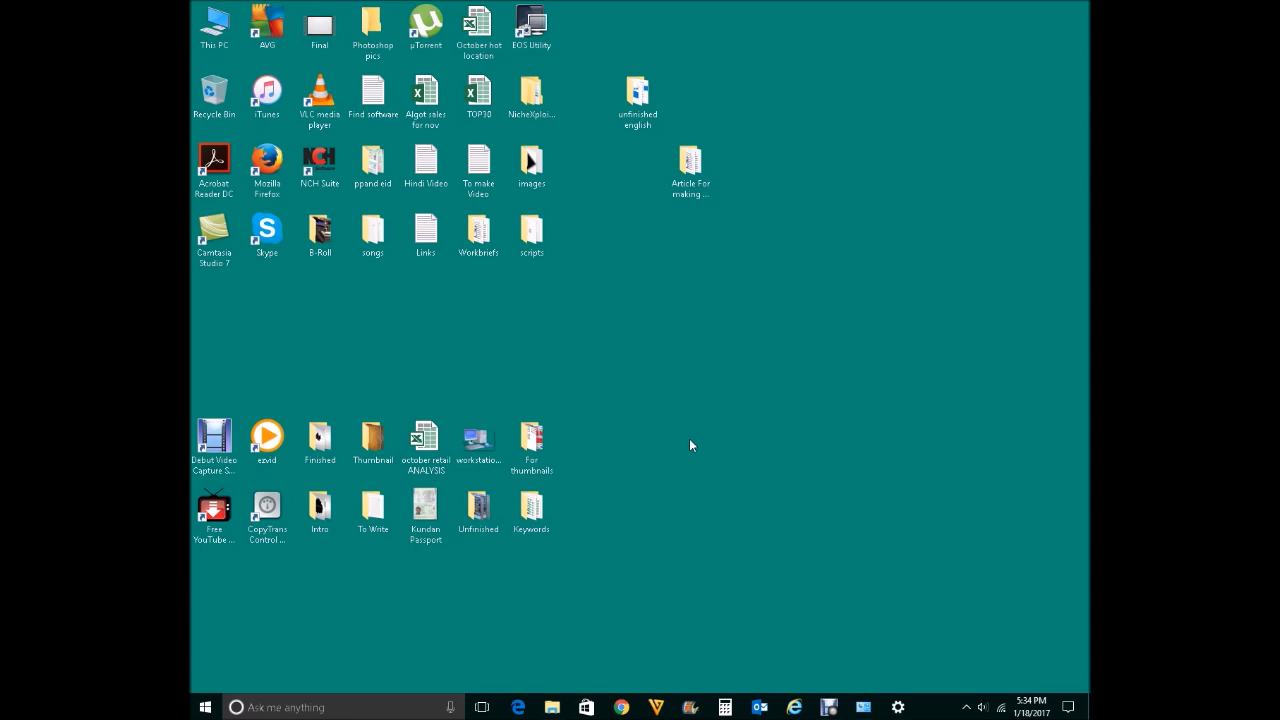 This PC
AVG
Final
Photoshop
pics
µTorrent
October hot
location
EOS Utility
Recycle Bin
iTunes
VLC media
player
Find software
Algot sales
for nov
TOP30
NicheXploi...
unfinished
english
Acrobat
Reader DC
Mozilla
Firefox
NCH
NCH Suite
ppand eid
Hindi Video
To make
Video
images
Article For
making ...
Camtasia
Studio 7
Skype
B-Roll
songs
Links
Workbriefs
scripts
Debut Video
Capture S...
ezvid
Finished
Thumbnail
october retail
ANALYSIS
workstatio...
For
thumbnails
Free
YouTube ...
CopyTrans
Control ...
Intro
To Write
Kundan
Passport
Unfinished
Keywords
Ask me anything
5:34 PM
1/18/2017